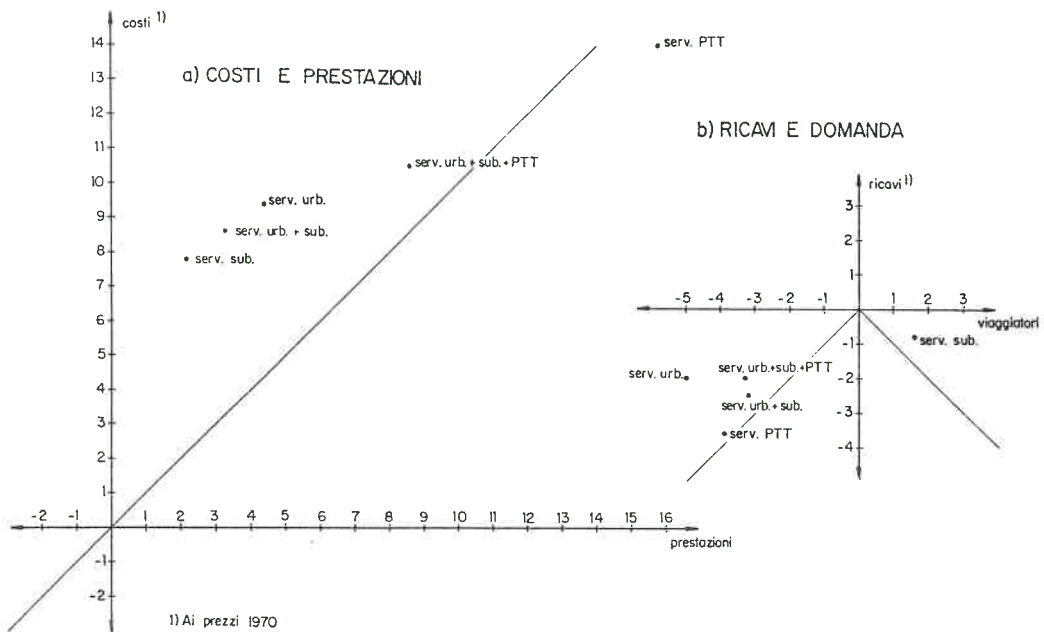 costi 1)
14
13
12
11
10
9
8
7
6
5
4
3
2
1
-1
-2
a) COSTI E PRESTAZIONI
serv. PTT
serv. urb. + sub. + PTT
serv. urb.
serv. urb. + sub.
serv. sub.
-2 -1 1 2 3 4 5 6 7 8 9 10 11 12 13 14 15 16
prestazioni
b) RICAVI E DOMANDA
ricavi 1)
3
2
1
-5 -4 -3 -2 -1 1 2 3
viaggiatori
-1
-2
-3
-4
serv. sub.
serv. urb.
serv. urb.+sub.+PTT
serv. urb. + sub.
serv. PTT
1) Ai prezzi 1970